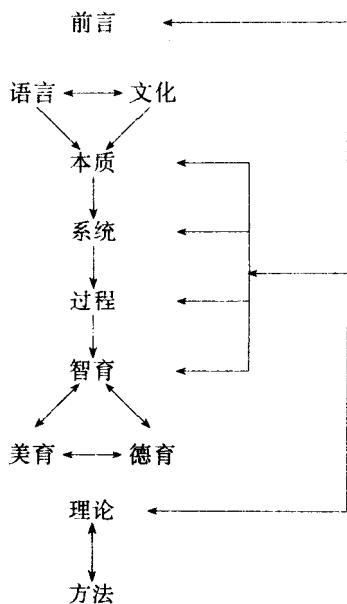 前言
语言 文化
本质
系统
过程
智育
美育 德育
理论
方法